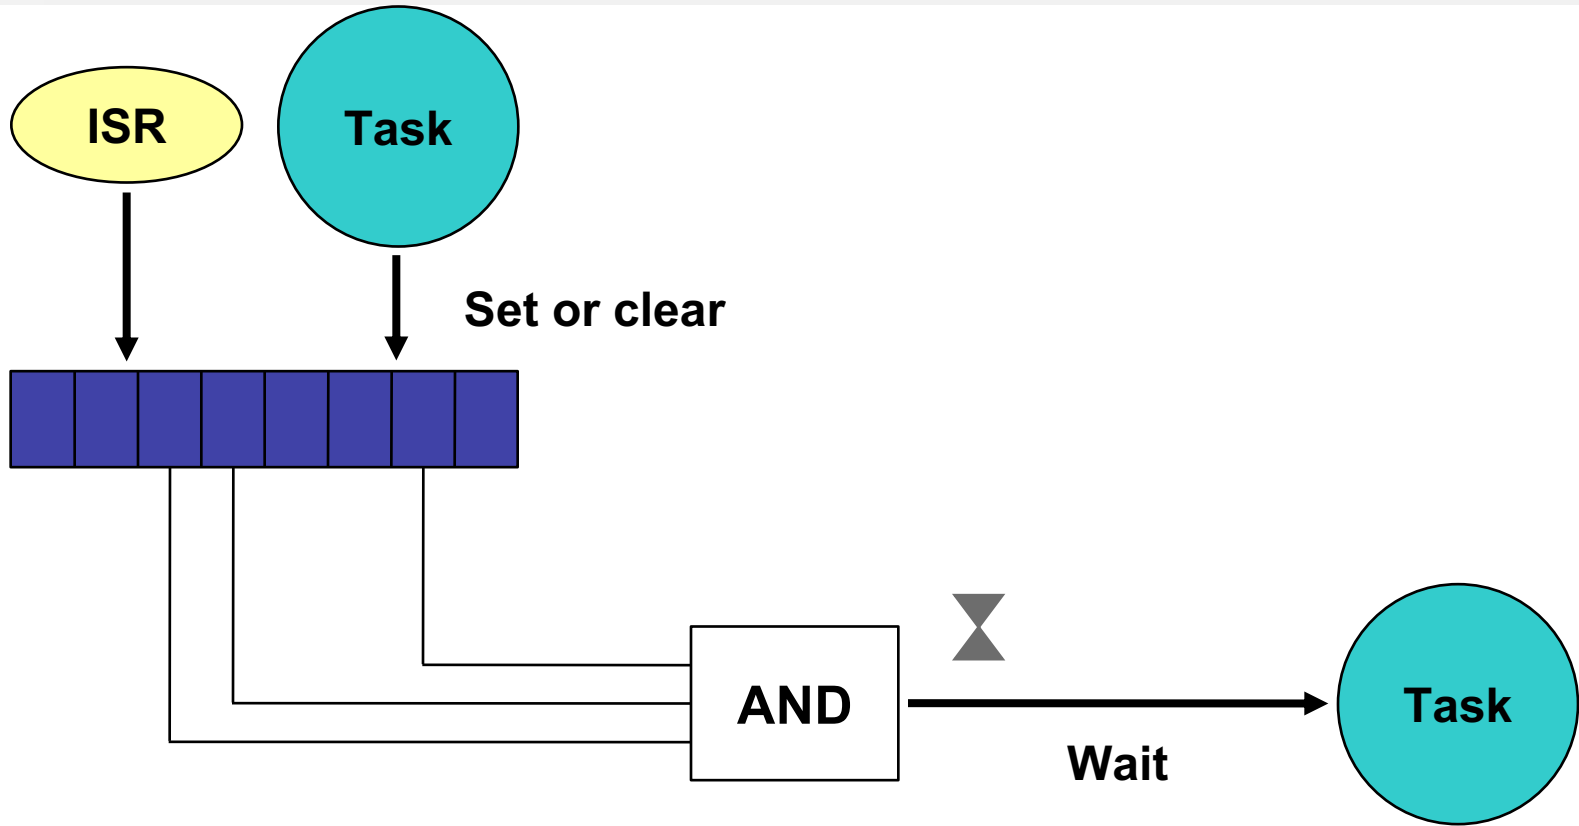 ISR
Task
Set or clear
AND
Wait
Task